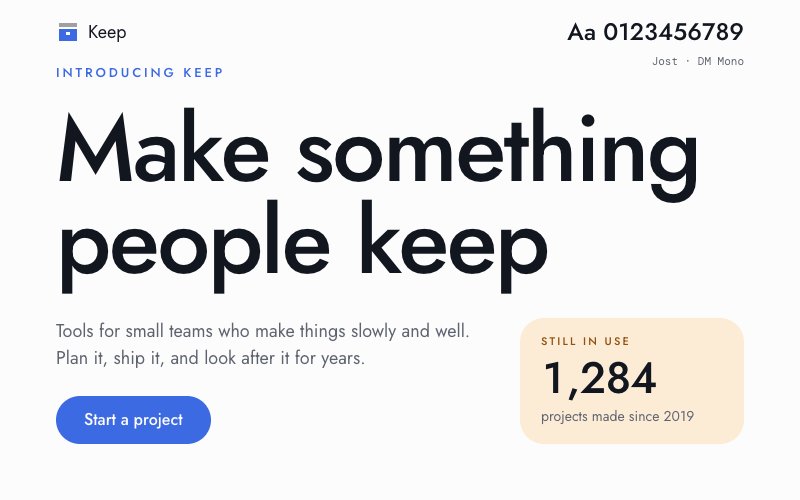 Keep
Aa 0123456789
Jost · DM Mono
INTRODUCING KEEP
Make something
people keep
Tools for small teams who make things slowly and well.
Plan it, ship it, and look after it for years.
Start a project
STILL IN USE
1,284
projects made since 2019